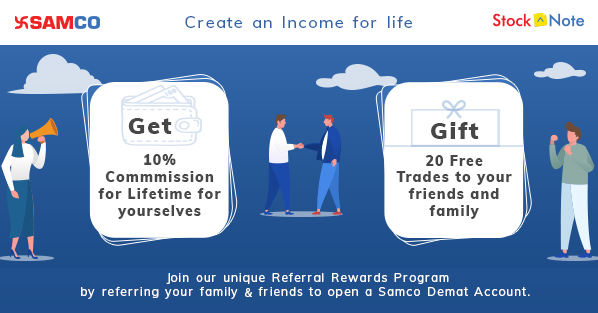 SAMCO
Create an Income for life
Stock Note
Get
10%
Commmission
for Lifetime for
yourselves
Gift
20 Free
Trades to your
friends and
family
Join our unique Referral Rewards Program
by referring your family & friends to open a Samco Demat Account.